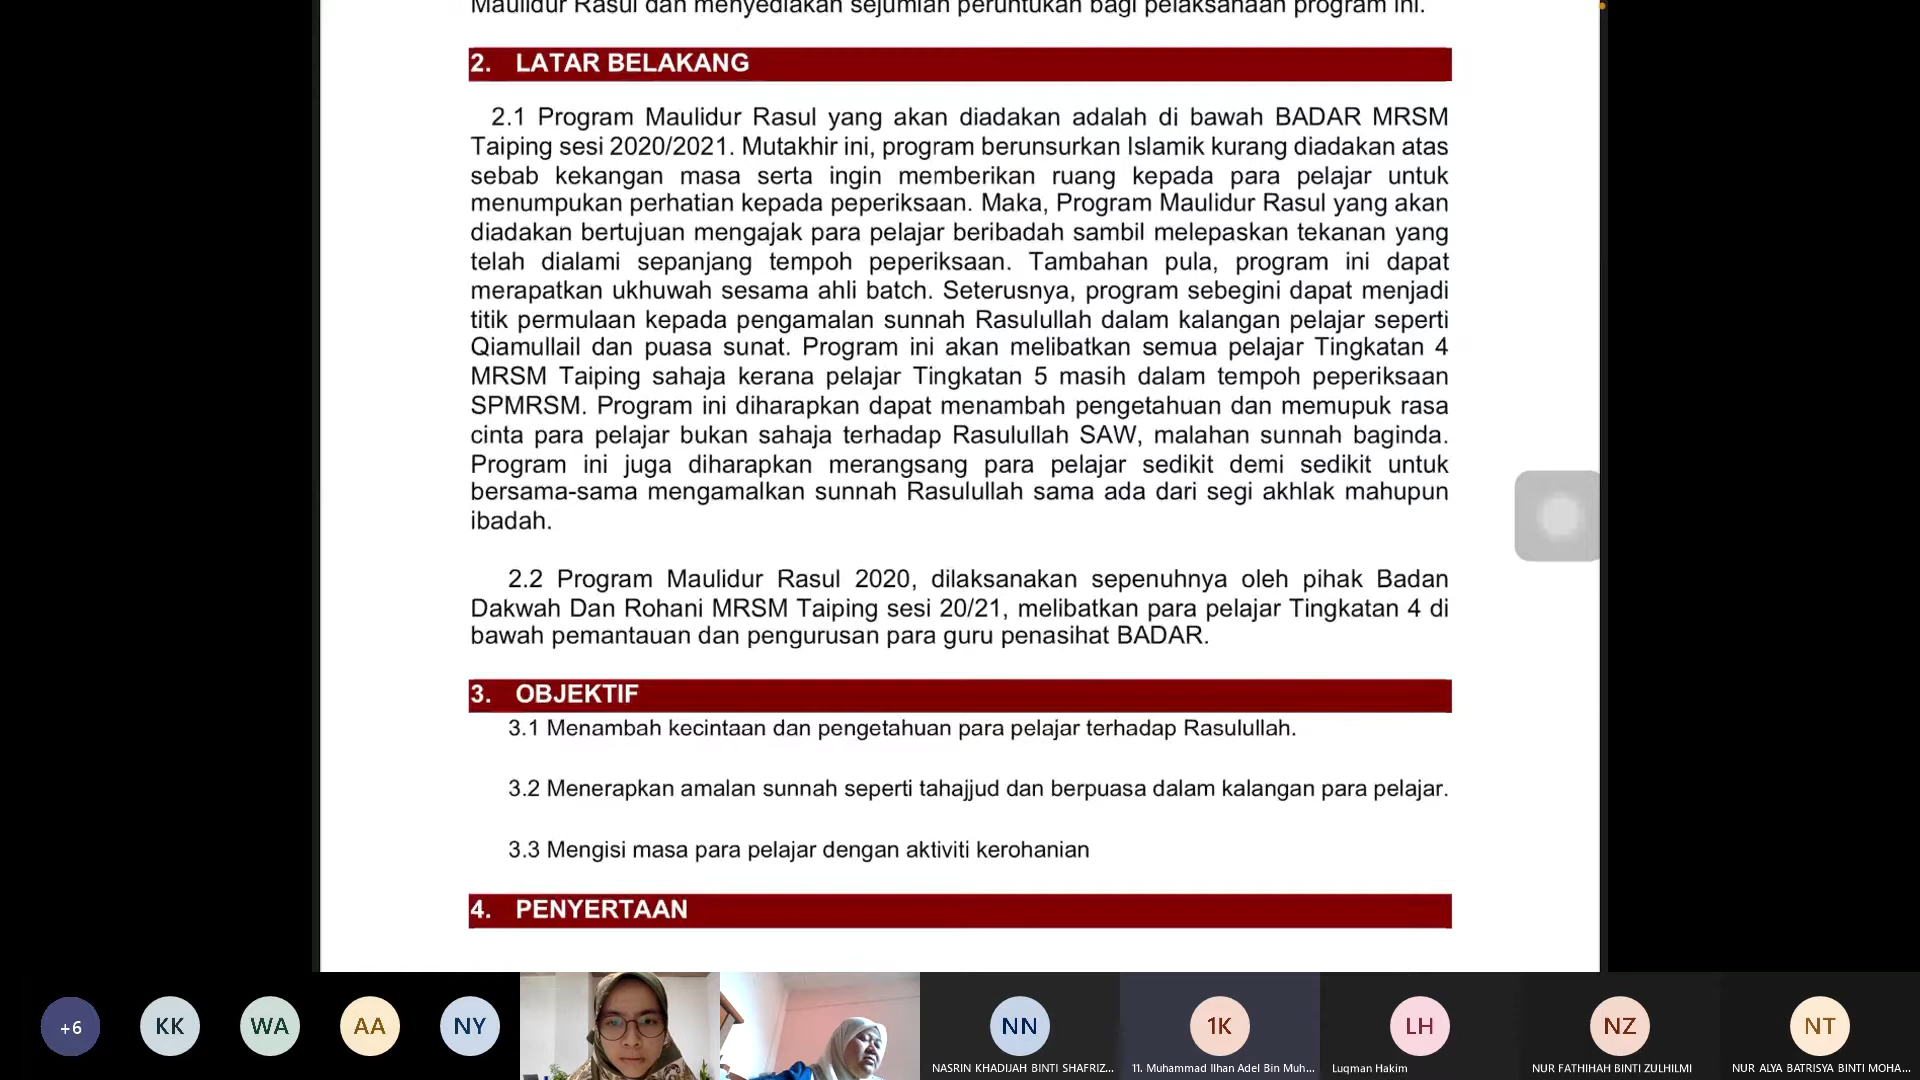 Maulidur Rasul dan menyediakan sejumlah peruntukan bagi pelaksanaan program ini.
2. LATAR BELAKANG
2.1 Program Maulidur Rasul yang akan diadakan adalah di bawah BADAR MRSM
Taiping sesi 2020/2021. Mutakhir ini, program berunsurkan Islamik kurang diadakan atas
sebab kekangan masa serta ingin memberikan ruang kepada para pelajar untuk
menumpukan perhatian kepada peperiksaan. Maka, Program Maulidur Rasul yang akan
diadakan bertujuan mengajak para pelajar beribadah sambil melepaskan tekanan yang
telah dialami sepanjang tempoh peperiksaan. Tambahan pula, program ini dapat
merapatkan ukhuwah sesama ahli batch. Seterusnya, program sebegini dapat menjadi
titik permulaan kepada pengamalan sunnah Rasulullah dalam kalangan pelajar seperti
Qiamullail dan puasa sunat. Program ini akan melibatkan semua pelajar Tingkatan 4
MRSM Taiping sahaja kerana pelajar Tingkatan 5 masih dalam tempoh peperiksaan
SPMRSM. Program ini diharapkan dapat menambah pengetahuan dan memupuk rasa
cinta para pelajar bukan sahaja terhadap Rasulullah SAW, malahan sunnah baginda.
Program ini juga diharapkan merangsang para pelajar sedikit demi sedikit untuk
bersama-sama mengamalkan sunnah Rasulullah sama ada dari segi akhlak mahupun
ibadah.
2.2 Program Maulidur Rasul 2020, dilaksanakan sepenuhnya oleh pihak Badan
Dakwah Dan Rohani MRSM Taiping sesi 20/21, melibatkan para pelajar Tingkatan 4 di
bawah pemantauan dan pengurusan para guru penasihat BADAR.
3. OBJEKTIF
3.1 Menambah kecintaan dan pengetahuan para pelajar terhadap Rasulullah.
3.2 Menerapkan amalan sunnah seperti tahajjud dan berpuasa dalam kalangan para pelajar.
3.3 Mengisi masa para pelajar dengan aktiviti kerohanian
4. PENYERTAAN
+6 KK WA AA NY NN 1K LH NZ NT
NASRIN KHADIJAH BINTI SHAFRIZ... 11. Muhammad Ilhan Adel Bin Muh... Luqman Hakim NUR FATHIHAH BINTI ZULHILMI NUR ALYA BATRISYA BINTI MOHA...